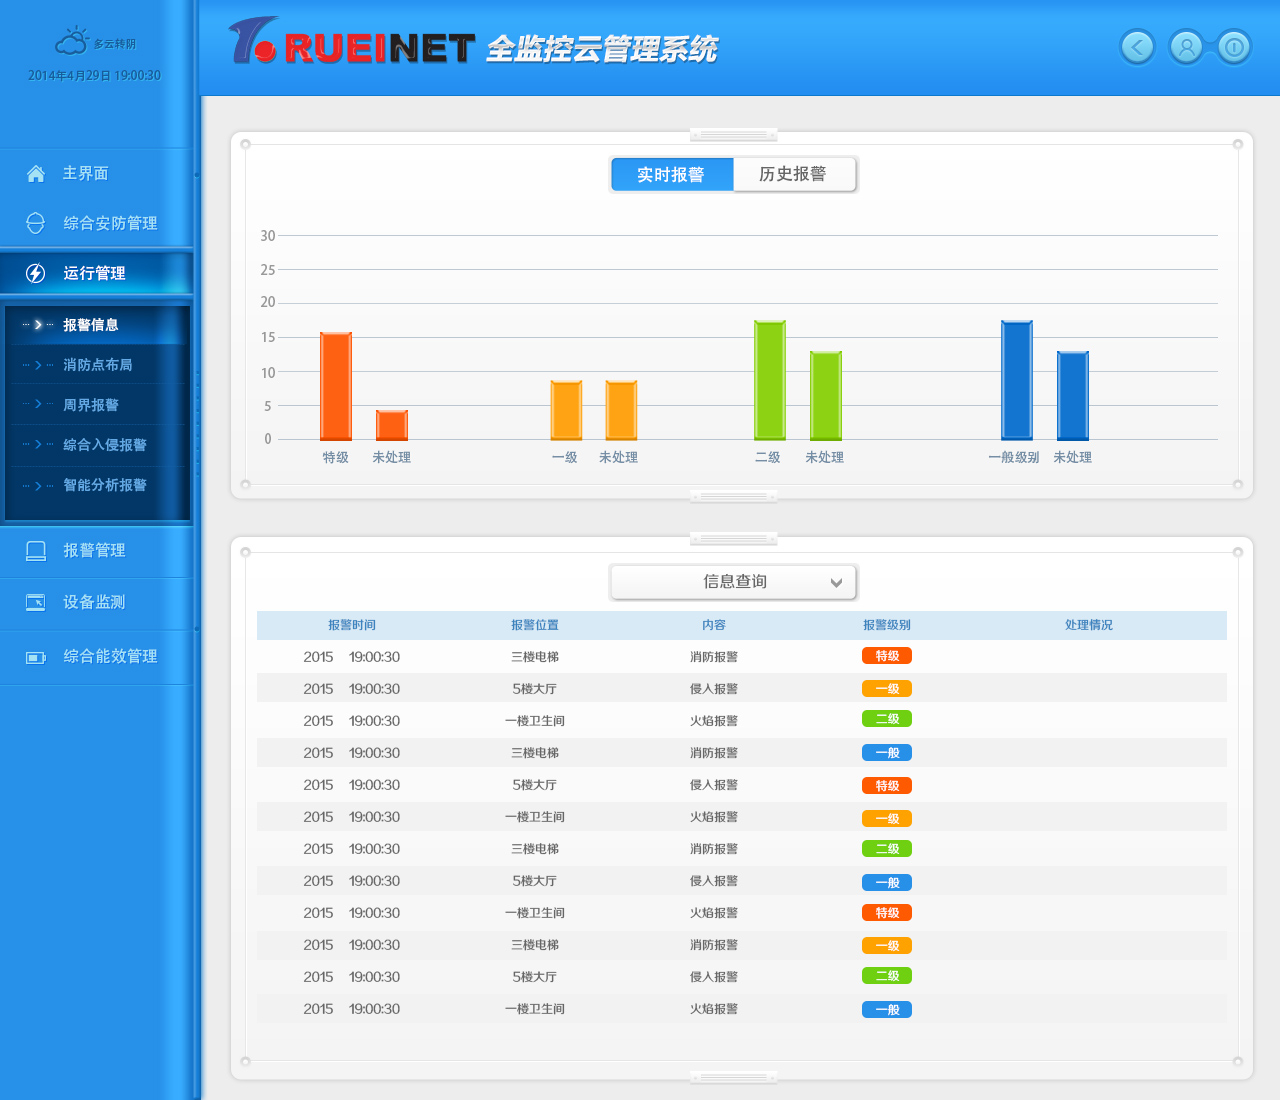 多云转阴
2014年4月29日 19:00:30
RUEINET 全监控云管理系统
主界面
综合安防管理
运行管理
报警信息
消防点布局
周界报警
综合入侵报警
智能分析报警
报警管理
设备监测
综合能效管理
实时报警 历史报警
30
25
20
15
10
5
0
特级 未处理 一级 未处理 二级 未处理 一般级别 未处理
信息查询
报警时间 报警位置 内容 报警级别 处理情况
2015 19:00:30 三楼电梯 消防报警 特级
2015 19:00:30 5楼大厅 侵人报警 一级
2015 19:00:30 一楼卫生间 火焰报警 二级
2015 19:00:30 三楼电梯 消防报警 一般
2015 19:00:30 5楼大厅 侵人报警 特级
2015 19:00:30 一楼卫生间 火焰报警 一级
2015 19:00:30 三楼电梯 消防报警 二级
2015 19:00:30 5楼大厅 侵人报警 一般
2015 19:00:30 一楼卫生间 火焰报警 特级
2015 19:00:30 三楼电梯 消防报警 一级
2015 19:00:30 5楼大厅 侵人报警 二级
2015 19:00:30 一楼卫生间 火焰报警 一般